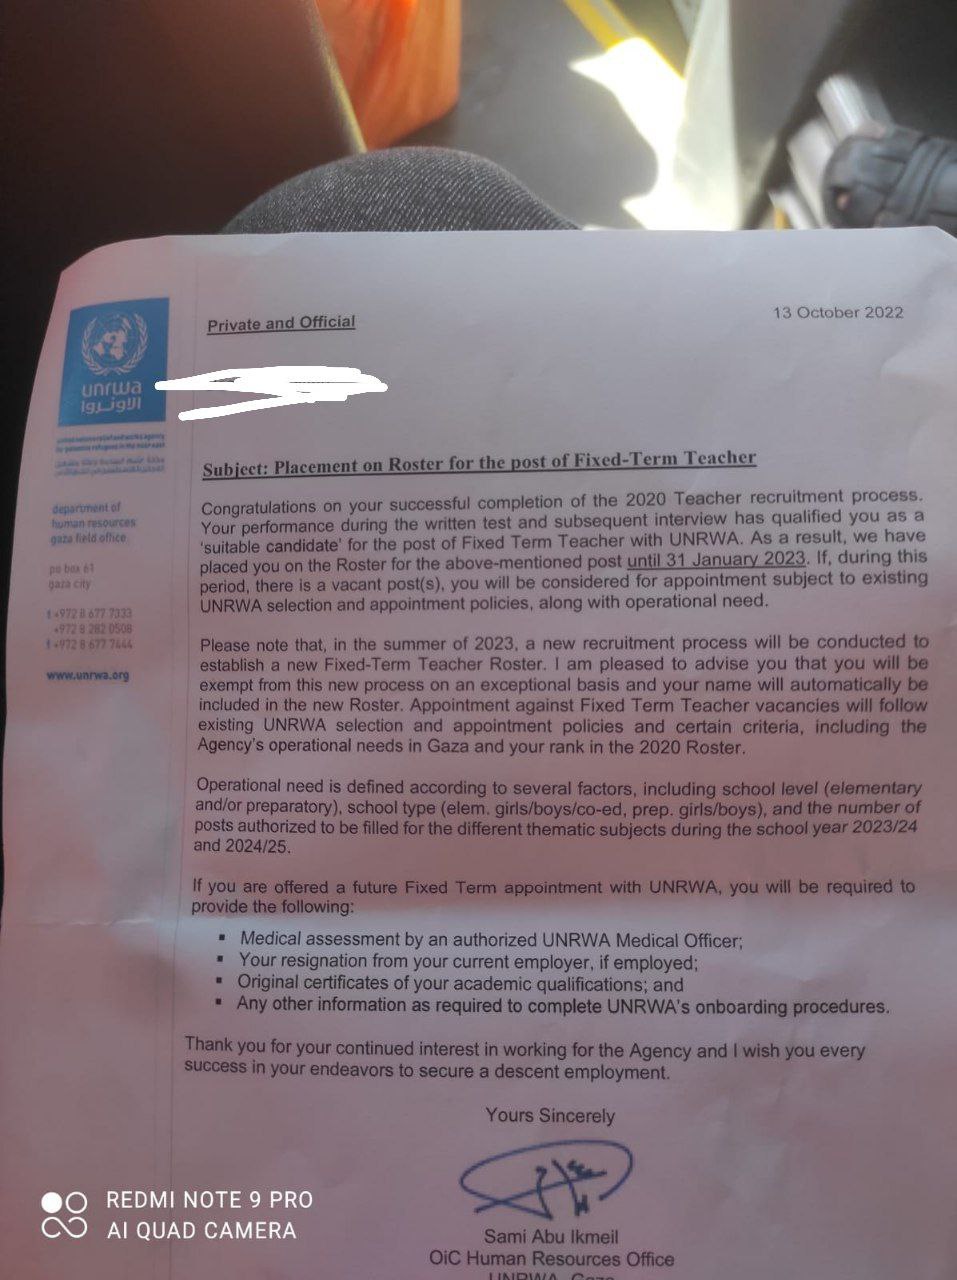 Private and Official
13 October 2022
unrwa
الاونروا
united nations relief and works agency
for palestine refugees in the near east
department of
human resources
gaza field office
po box 61
gaza city
t +972 8 677 7333
+972 8 282 0508
f +972 8 677 7444
www.unrwa.org
Subject: Placement on Roster for the post of Fixed-Term Teacher
Congratulations on your successful completion of the 2020 Teacher recruitment process.
Your performance during the written test and subsequent interview has qualified you as a
'suitable candidate' for the post of Fixed Term Teacher with UNRWA. As a result, we have
placed you on the Roster for the above-mentioned post until 31 January 2023. If, during this
period, there is a vacant post(s), you will be considered for appointment subject to existing
UNRWA selection and appointment policies, along with operational need.
Please note that, in the summer of 2023, a new recruitment process will be conducted to
establish a new Fixed-Term Teacher Roster. I am pleased to advise you that you will be
exempt from this new process on an exceptional basis and your name will automatically be
included in the new Roster. Appointment against Fixed Term Teacher vacancies will follow
existing UNRWA selection and appointment policies and certain criteria, including the
Agency's operational needs in Gaza and your rank in the 2020 Roster.
Operational need is defined according to several factors, including school level (elementary
and/or preparatory), school type (elem. girls/boys/co-ed, prep. girls/boys), and the number of
posts authorized to be filled for the different thematic subjects during the school year 2023/24
and 2024/25.
If you are offered a future Fixed Term appointment with UNRWA, you will be required to
provide the following:
▪ Medical assessment by an authorized UNRWA Medical Officer;
▪ Your resignation from your current employer, if employed;
▪ Original certificates of your academic qualifications; and
▪ Any other information as required to complete UNRWA's onboarding procedures.
Thank you for your continued interest in working for the Agency and I wish you every
success in your endeavors to secure a descent employment.
Yours Sincerely
Sami Abu Ikmeil
OiC Human Resources Office
UNRWA, Gaza
REDMI NOTE 9 PRO
AI QUAD CAMERA